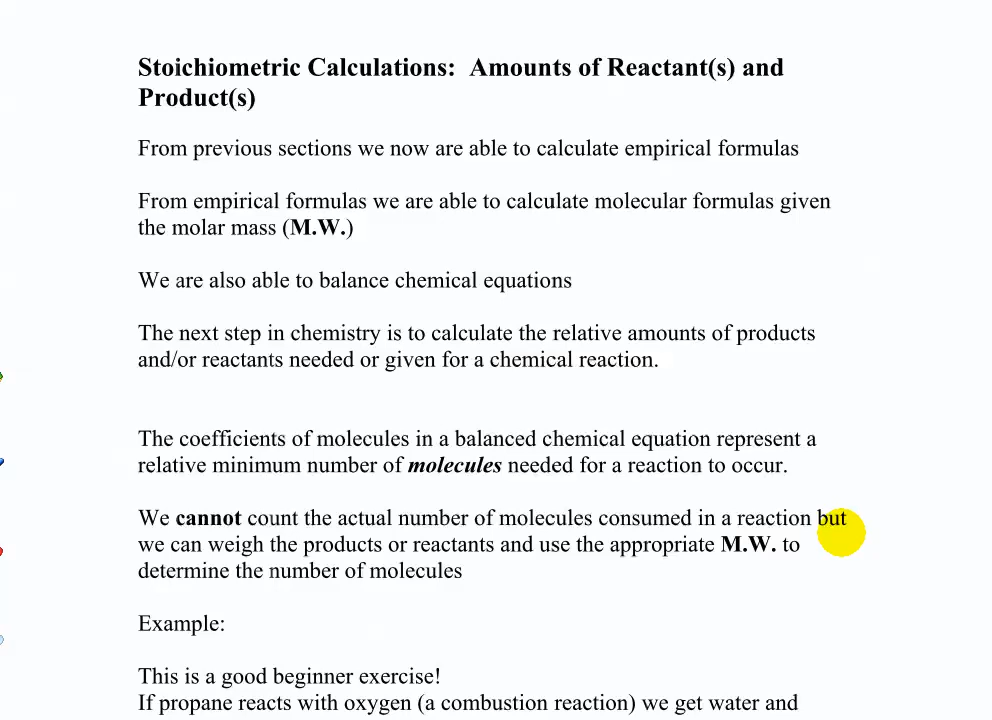 Stoichiometric Calculations:  Amounts of Reactant(s) and
Product(s)
From previous sections we now are able to calculate empirical formulas
From empirical formulas we are able to calculate molecular formulas given
the molar mass (M.W.)
We are also able to balance chemical equations
The next step in chemistry is to calculate the relative amounts of products
and/or reactants needed or given for a chemical reaction.
The coefficients of molecules in a balanced chemical equation represent a
relative minimum number of molecules needed for a reaction to occur.
We cannot count the actual number of molecules consumed in a reaction but
we can weigh the products or reactants and use the appropriate M.W. to
determine the number of molecules
Example:
This is a good beginner exercise!
If propane reacts with oxygen (a combustion reaction) we get water and